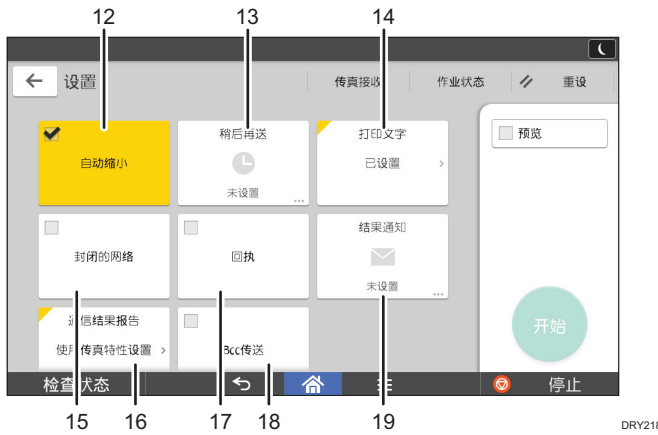 12 13 14
设置
传真接收 作业状态 重设
自动缩小
稍后再送
未设置
打印文字
已设置
预览
封闭的网络
回执
结果通知
未设置
通信结果报告
使用传真特性设置
Bcc传送
开始
检查状态 停止
15 16 17 18 19
DRY218